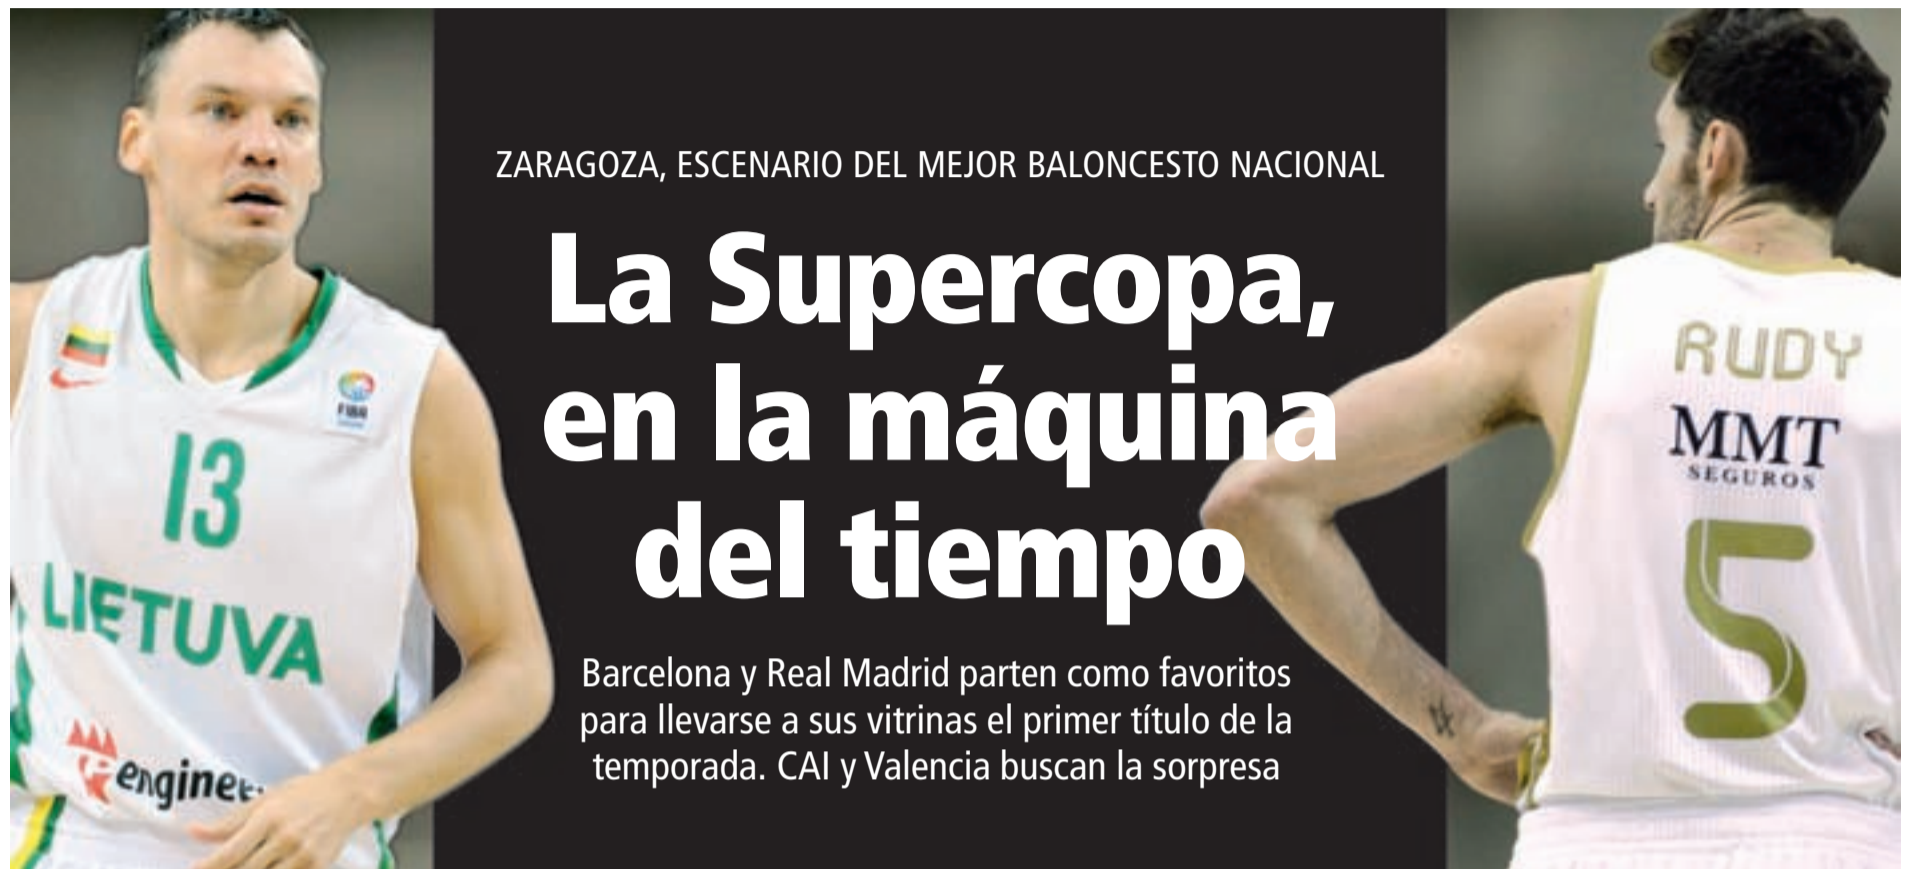 ZARAGOZA, ESCENARIO DEL MEJOR BALONCESTO NACIONAL
La Supercopa,
en la máquina
del tiempo
Barcelona y Real Madrid parten como favoritos
para llevarse a sus vitrinas el primer título de la
temporada. CAI y Valencia buscan la sorpresa
FIBA
13
LIETUVA
RUDY
MMT
SEGUROS
5